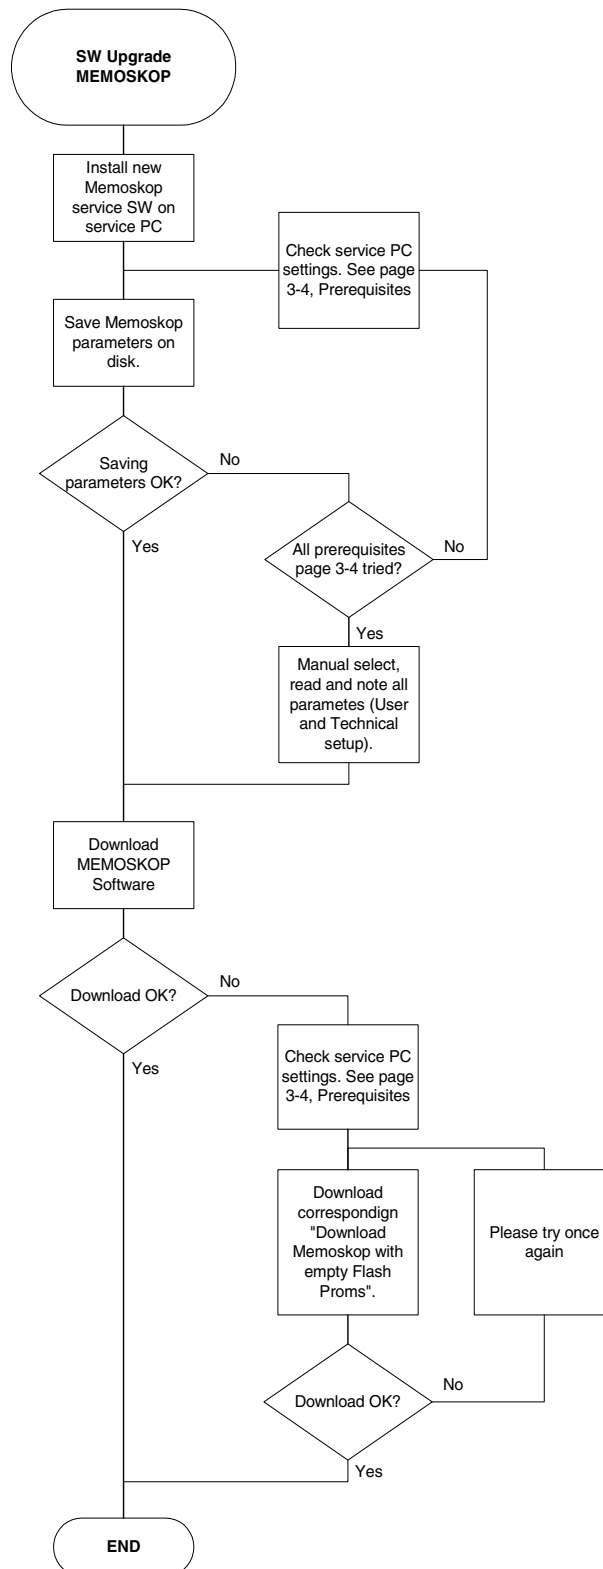 SW Upgrade
MEMOSKOP
Install new
Memoskop
service SW on
service PC
Check service PC
settings. See page
3-4, Prerequisites
Save Memoskop
parameters on
disk.
Saving
parameters OK?
No
Yes
All prerequisites
page 3-4 tried?
No
Yes
Manual select,
read and note all
parametes (User
and Technical
setup).
Download
MEMOSKOP
Software
Download OK?
No
Yes
Check service PC
settings. See page
3-4, Prerequisites
Download
correspondign
"Download
Memoskop with
empty Flash
Proms".
Please try once
again
Download OK?
No
Yes
END